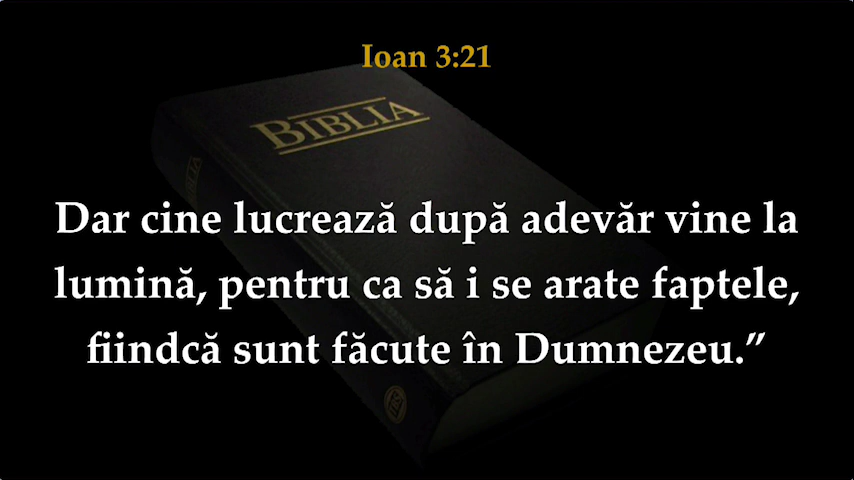 Ioan 3:21
BIBLIA
BIBLIA
Dar cine lucrează după adevăr vine la
lumină, pentru ca să i se arate faptele,
fiindcă sunt făcute în Dumnezeu.”